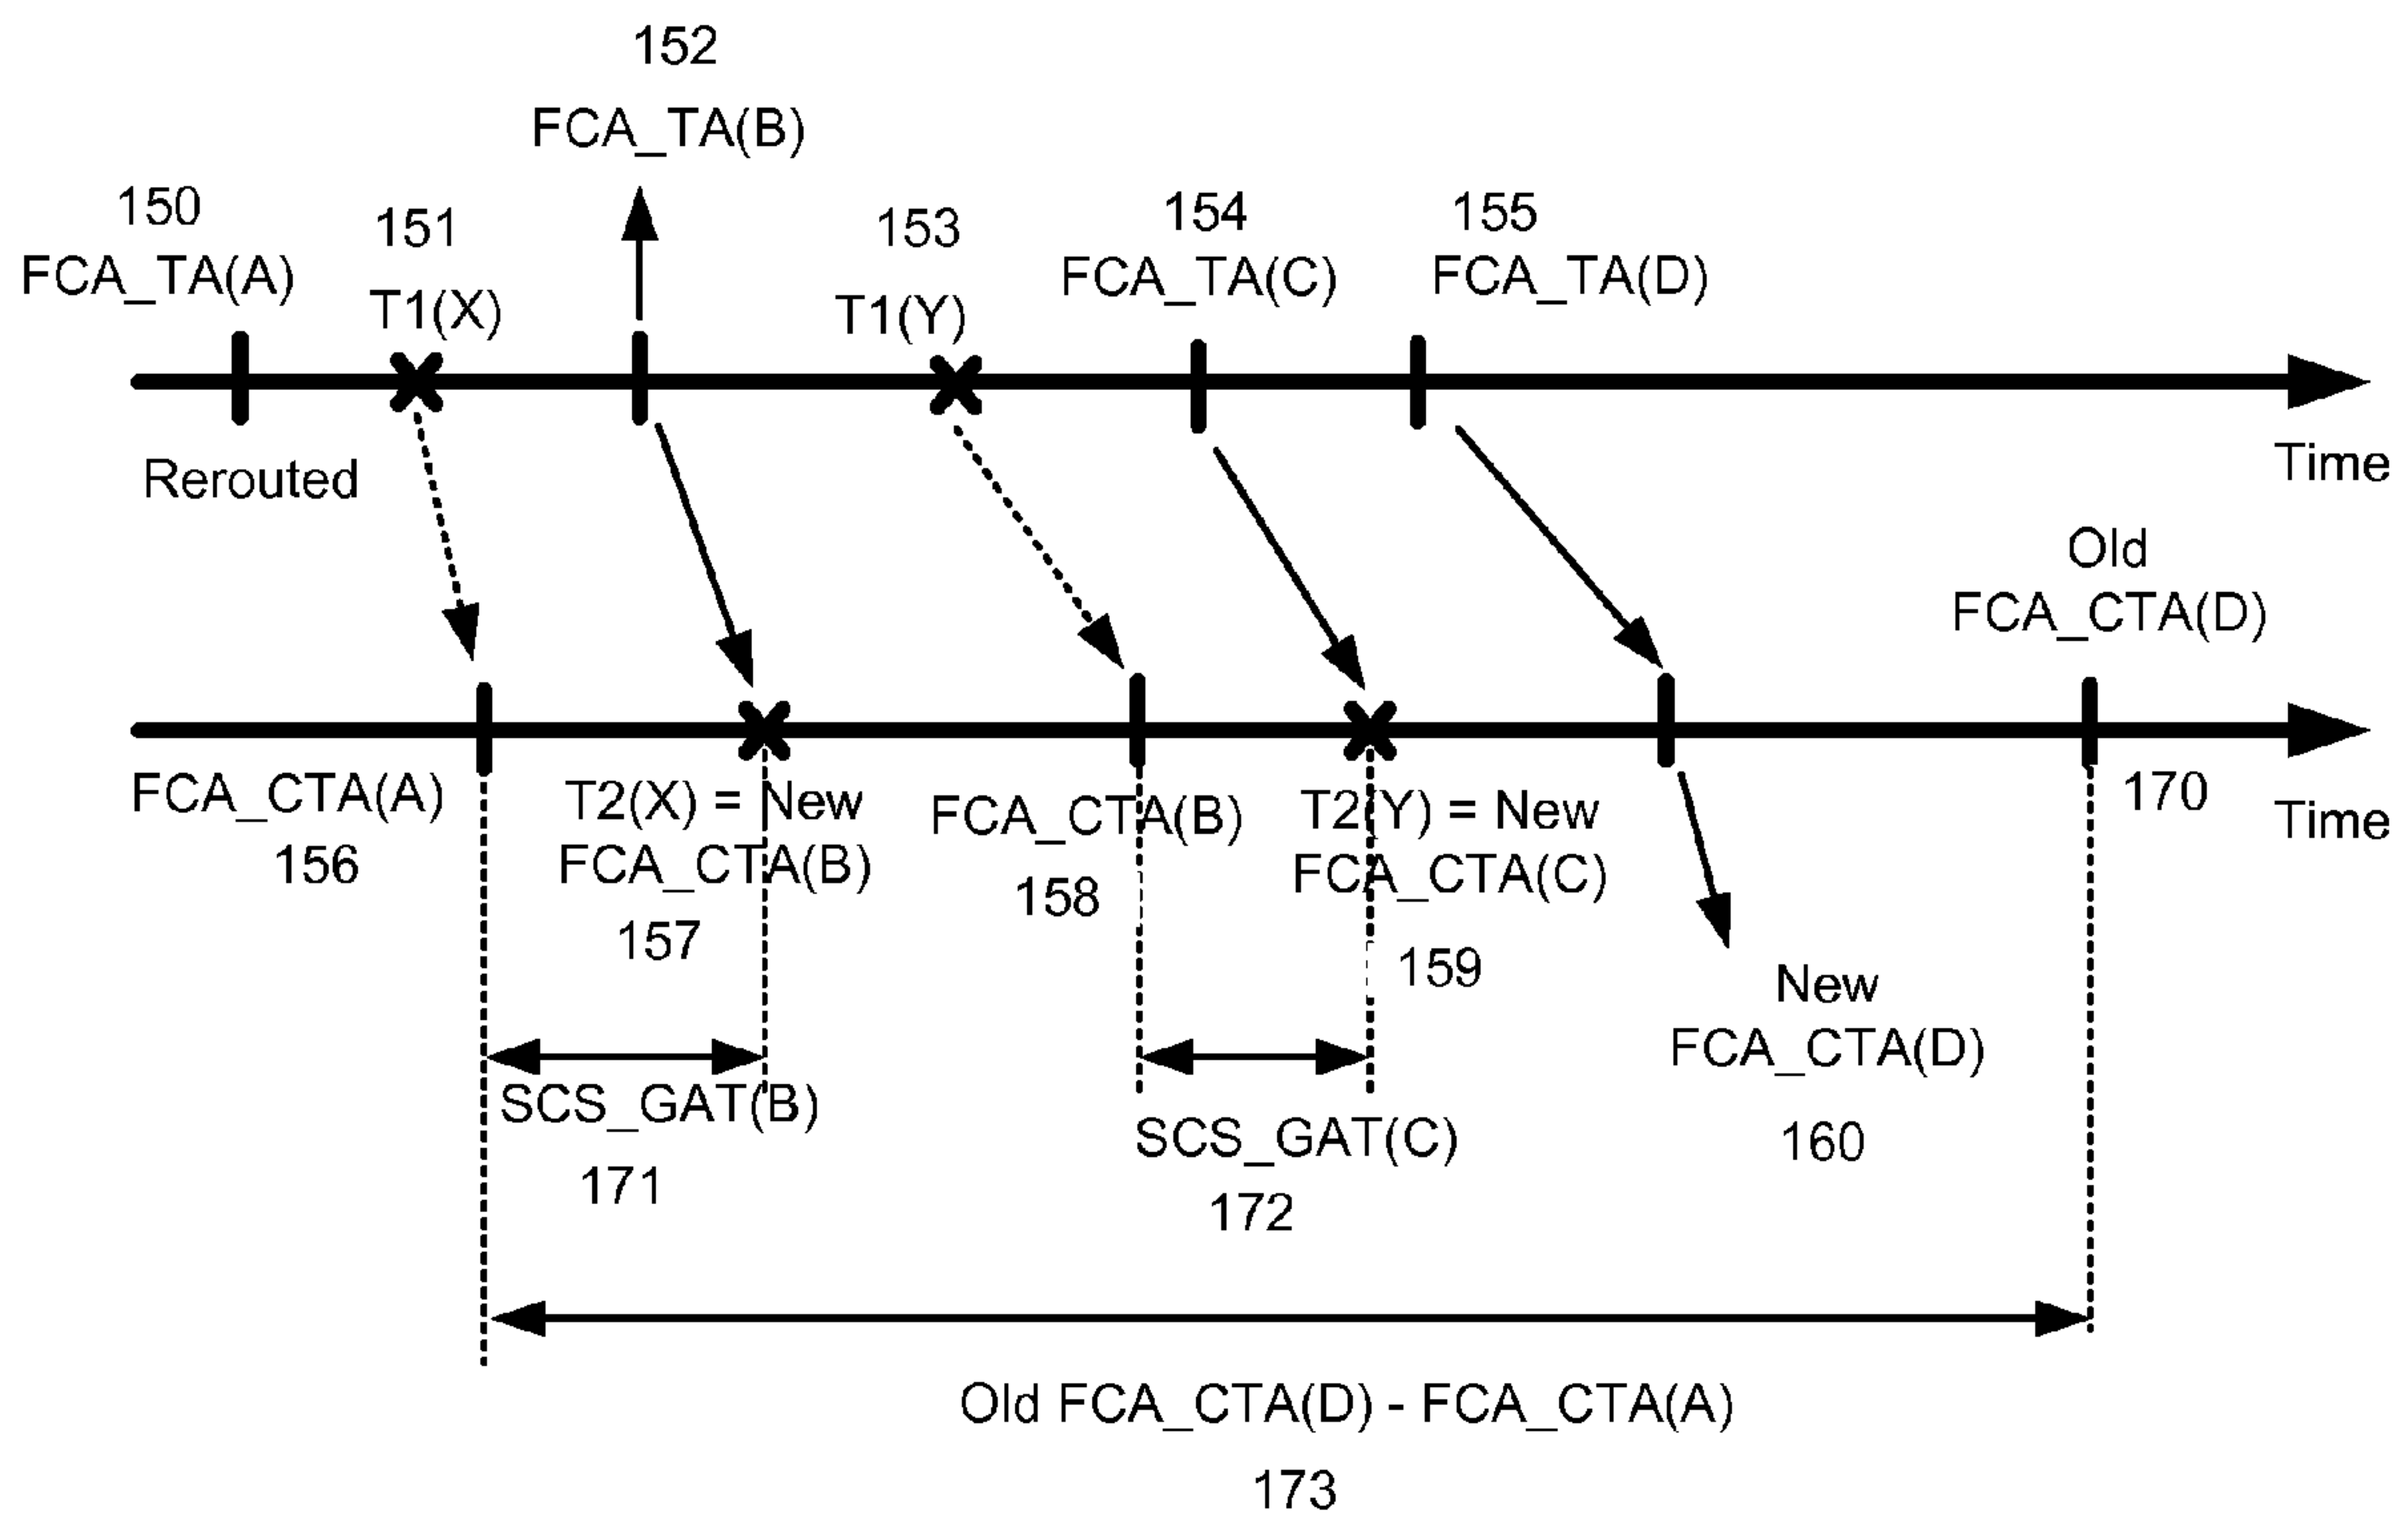 152
FCA_TA(B)
150
FCA_TA(A)
151
T1(X)
153
T1(Y)
154
FCA_TA(C)
155
FCA_TA(D)
Rerouted
Time
Old
FCA_CTA(D)
FCA_CTA(A)
156
T2(X) = New
FCA_CTA(B)
157
FCA_CTA(B)
158
T2(Y) = New
FCA_CTA(C)
159
170
Time
New
FCA_CTA(D)
160
SCS_GAT(B)
171
SCS_GAT(C)
172
Old FCA_CTA(D) - FCA_CTA(A)
173